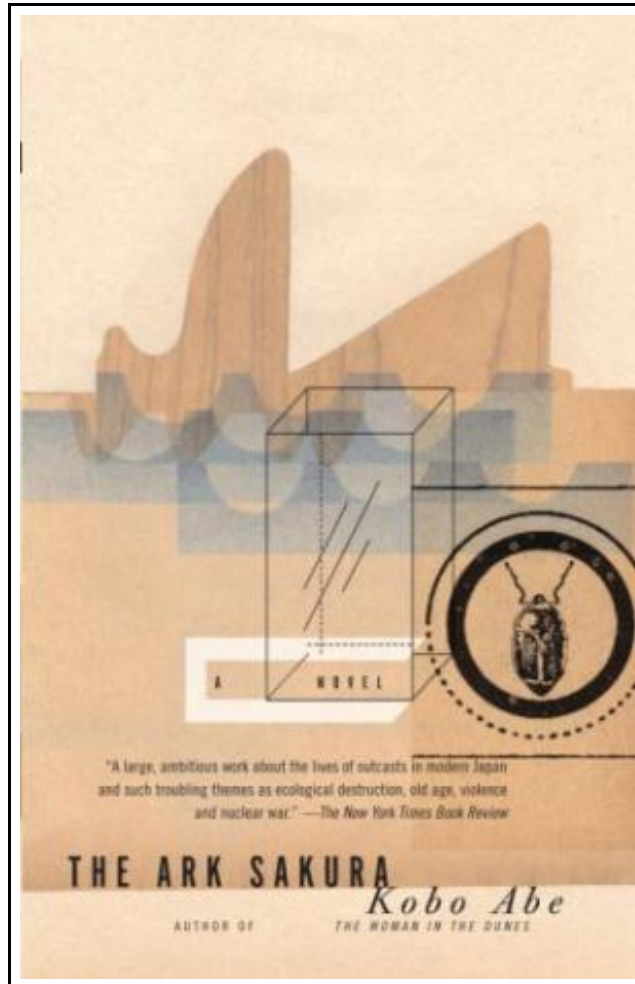 A NOVEL
"A large, ambitious work about the lives of outcasts in modern Japan
and such troubling themes as ecological destruction, old age, violence
and nuclear war." —The New York Times Book Review
THE ARK SAKURA
Kobo Abe
AUTHOR OF THE WOMAN IN THE DUNES